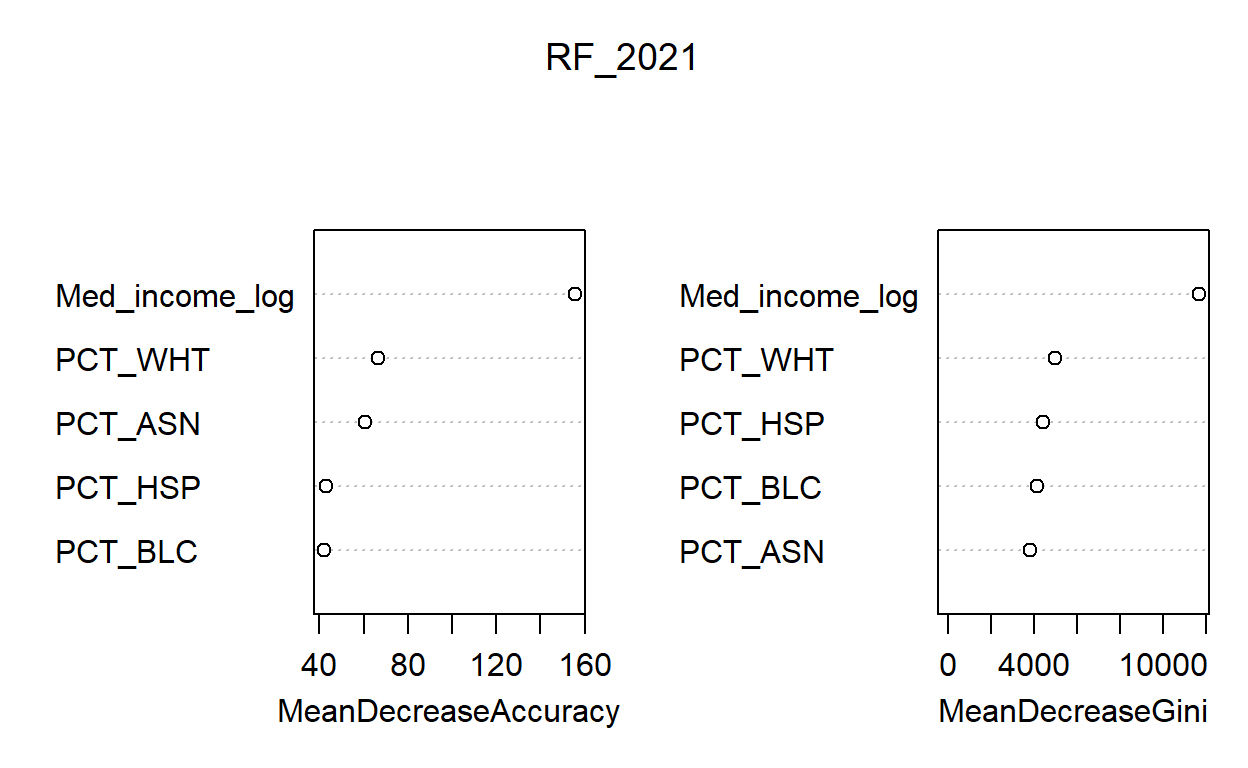 RF_2021
Med_income_log
PCT_WHT
PCT_ASN
PCT_HSP
PCT_BLC
40 80 120 160
MeanDecreaseAccuracy
Med_income_log
PCT_WHT
PCT_HSP
PCT_BLC
PCT_ASN
0 4000 10000
MeanDecreaseGini